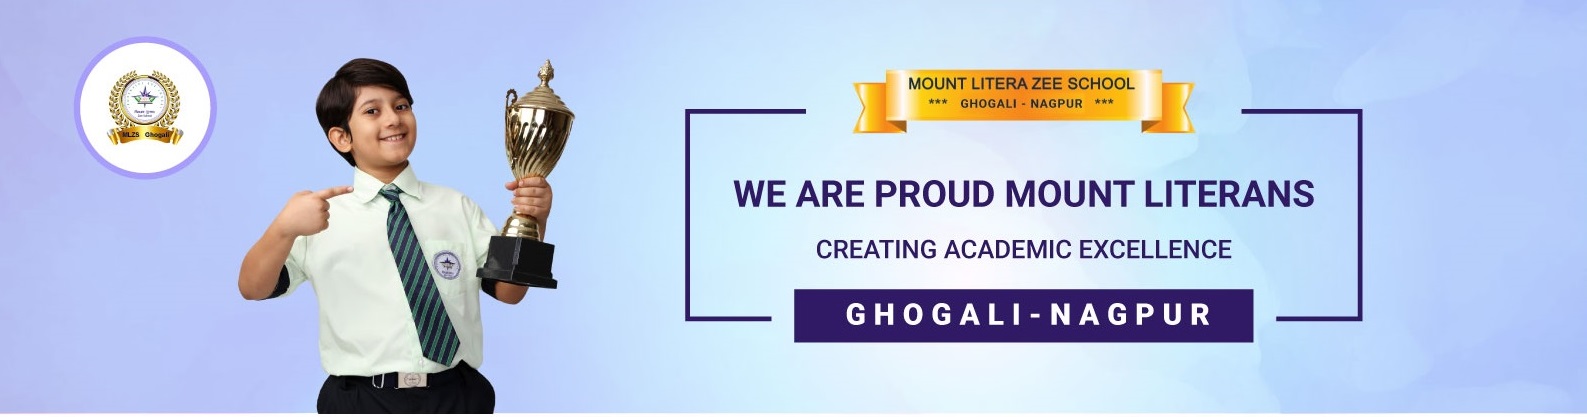 MLZS Ghogali
MOUNT LITERA ZEE SCHOOL
*** GHOGALI - NAGPUR ***
WE ARE PROUD MOUNT LITERANS
CREATING ACADEMIC EXCELLENCE
GHOGALI-NAGPUR